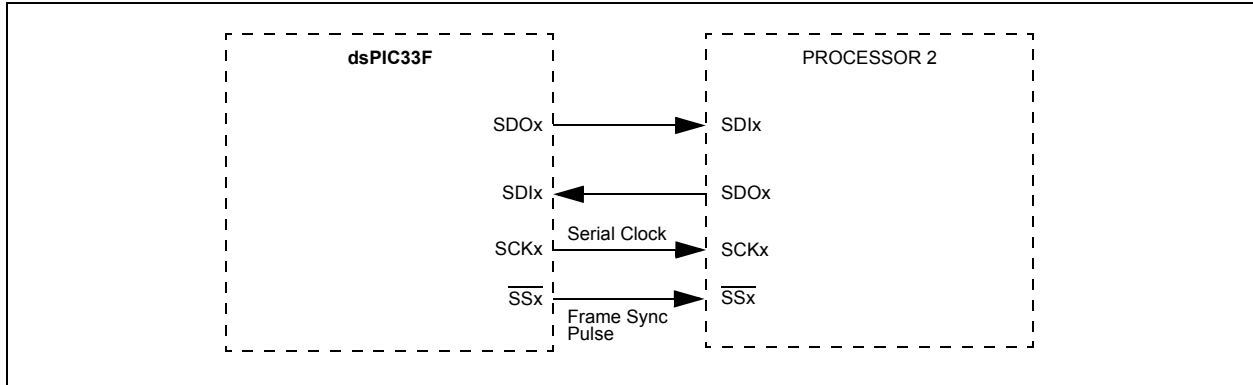 dsPIC33F
PROCESSOR 2
SDOx
SDIx
SDIx
SDOx
Serial Clock
SCKx
SCKx
SSx
SSx
Frame Sync
Pulse